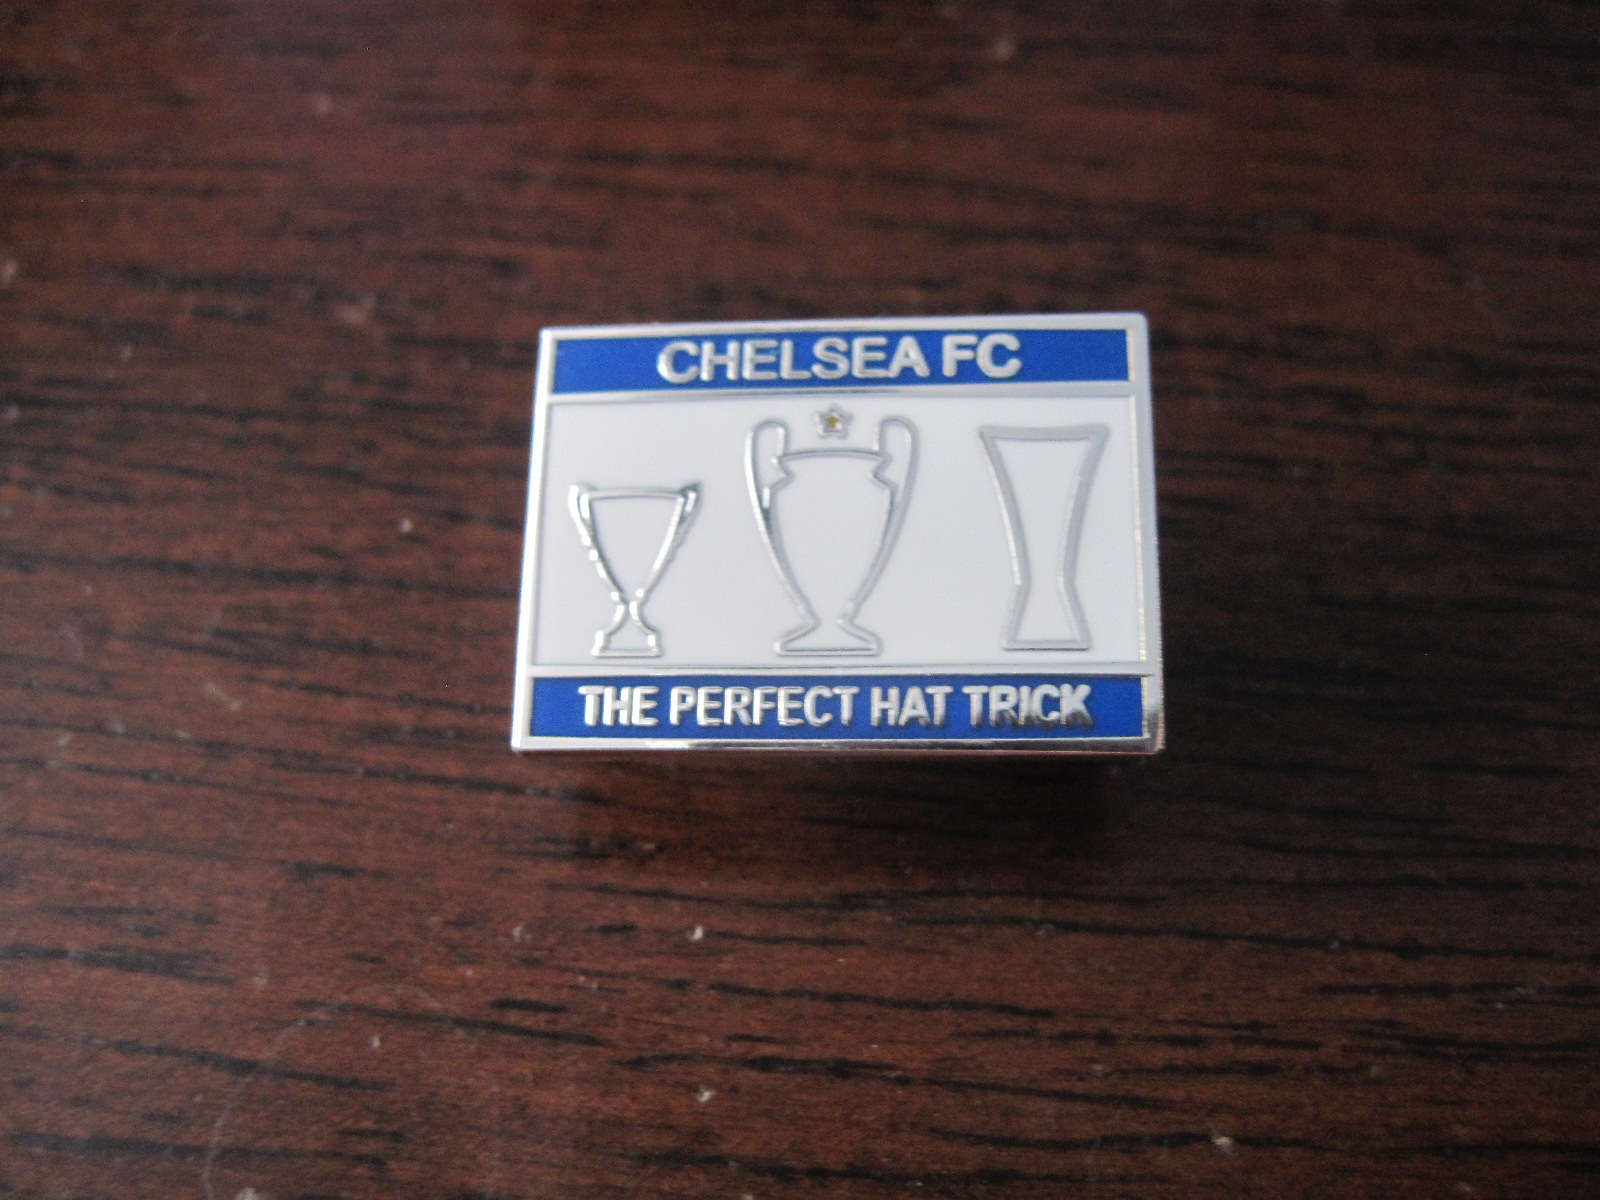 CHELSEA FC
THE PERFECT HAT TRICK